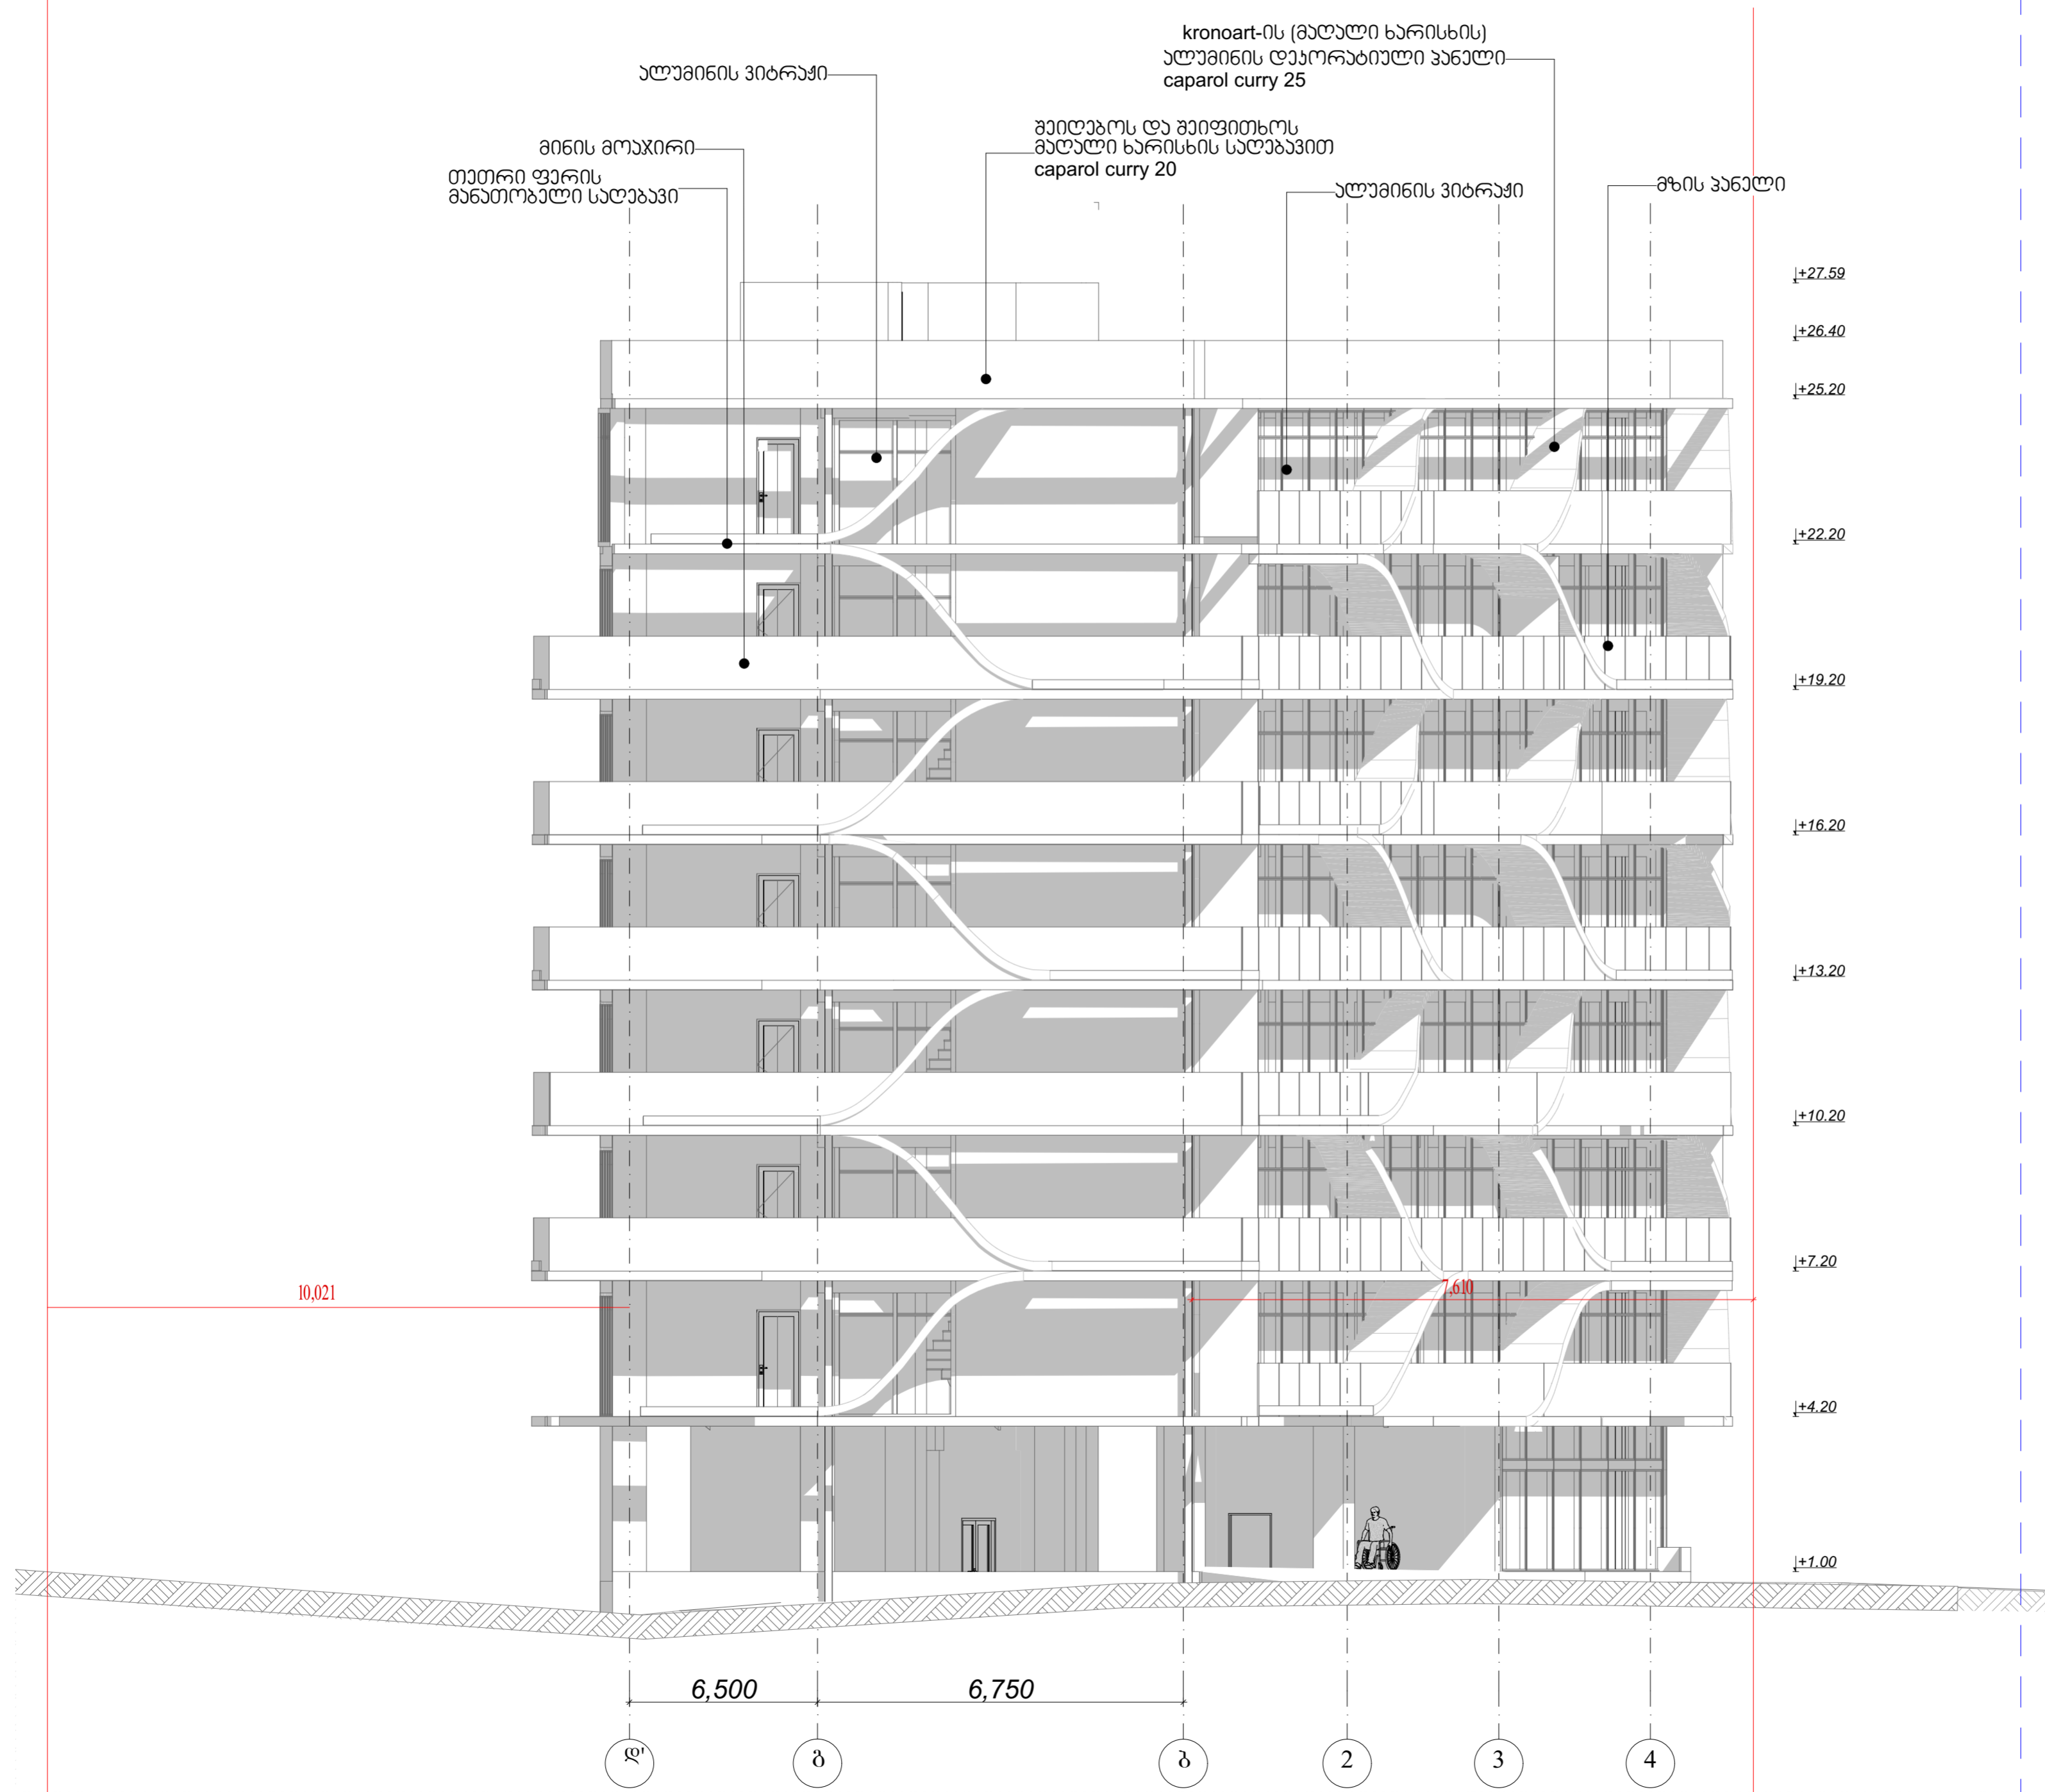 kronoart-ის (მაღალი ხარისხის)
ალუმინის დეკორატიული პანელი
caparol curry 25
ალუმინის ვიტრაჟი
შეიღებოს და შეიფითხოს
მაღალი ხარისხის საღებავით
caparol curry 20
მინის მოაჯირი
თეთრი ფერის
მანათობელი საღებავი
ალუმინის ვიტრაჟი
მზის პანელი
+27.59
+26.40
+25.20
+22.20
+19.20
+16.20
+13.20
+10.20
+7.20
10,021
7,610
+4.20
+1.00
6,500
6,750
დ'
გ
ბ
2
3
4